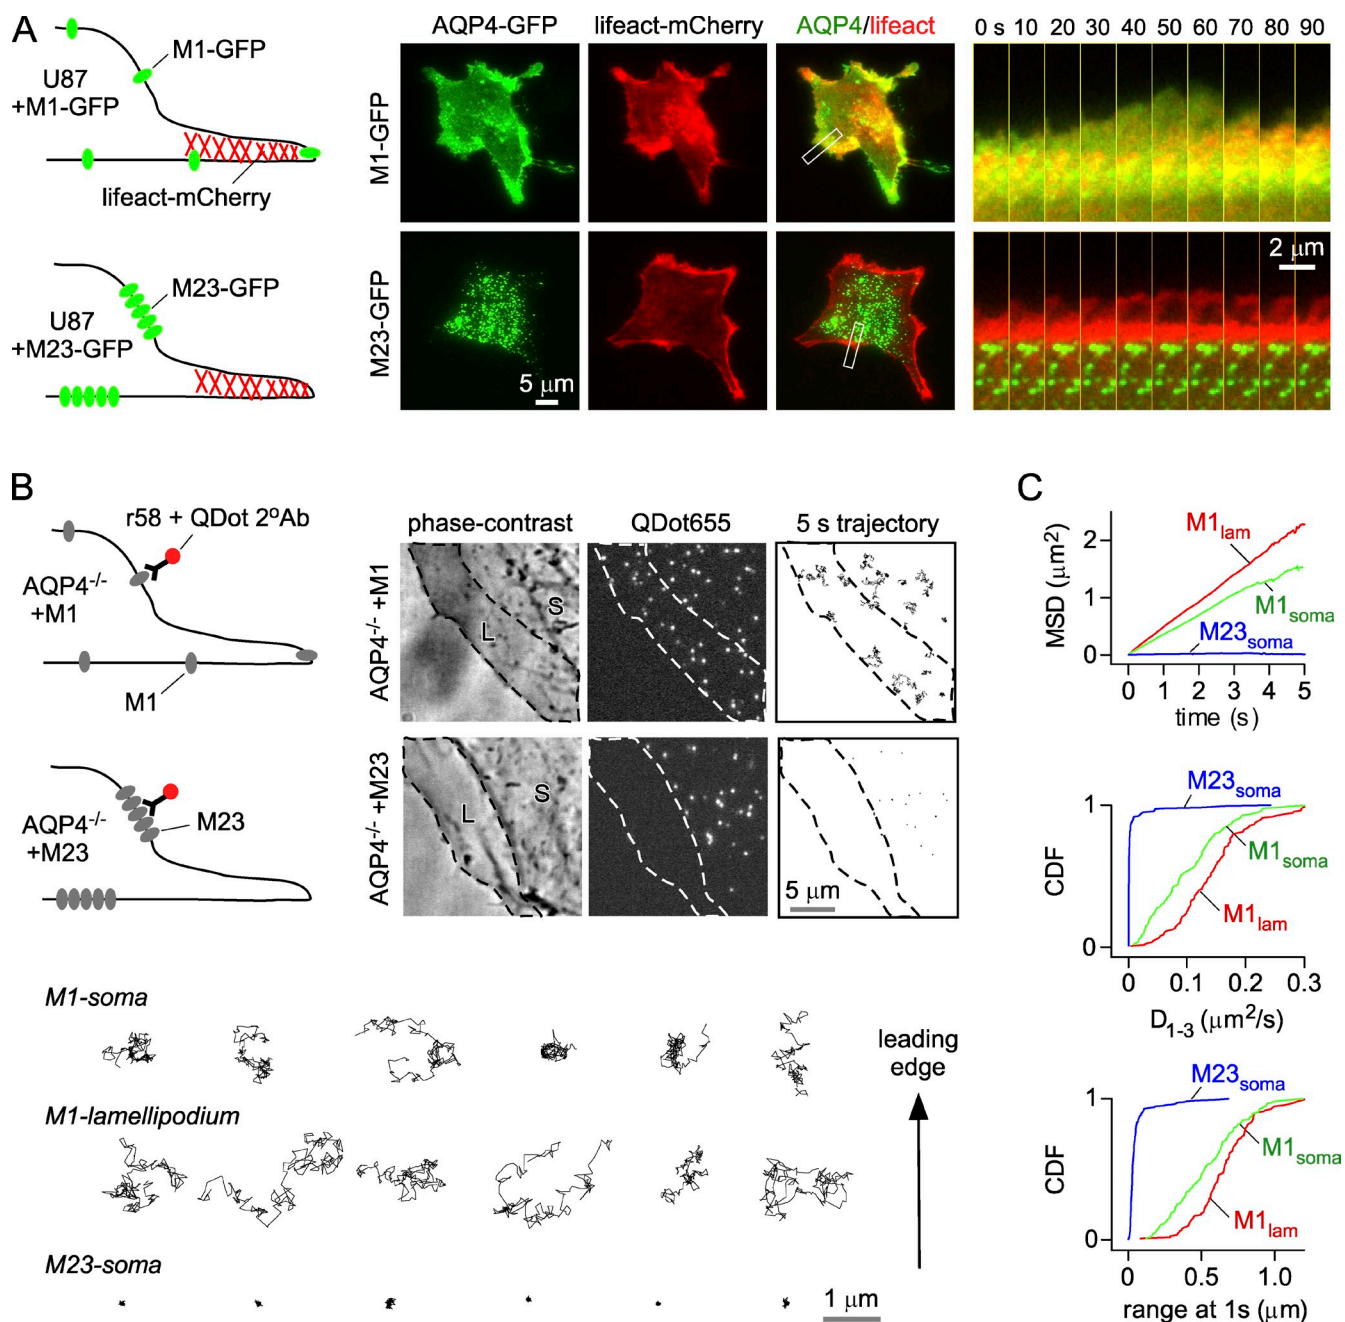 A
M1-GFP
U87
+M1-GFP
lifeact-mCherry
M23-GFP
U87
+M23-GFP
AQP4-GFP
lifeact-mCherry
AQP4/lifeact
0 s 10 20 30 40 50 60 70 80 90
M1-GFP
M23-GFP
5 μm
2 μm
B
r58 + QDot 2ºAb
AQP4-/-
+M1
M1
AQP4-/-
+M23
M23
phase-contrast
QDot655
5 s trajectory
AQP4-/- +M1
L
S
AQP4-/- +M23
L
S
5 μm
M1-soma
M1-lamellipodium
M23-soma
leading
edge
1 μm
C
MSD (μm2)
2
1
0
M1lam
M1soma
M23soma
0 1 2 3 4 5
time (s)
CDF
1
0
M23soma
M1soma
M1lam
0 0.1 0.2 0.3
D1-3 (μm2/s)
CDF
1
0
M23soma
M1soma
M1lam
0 0.5 1.0
range at 1s (μm)